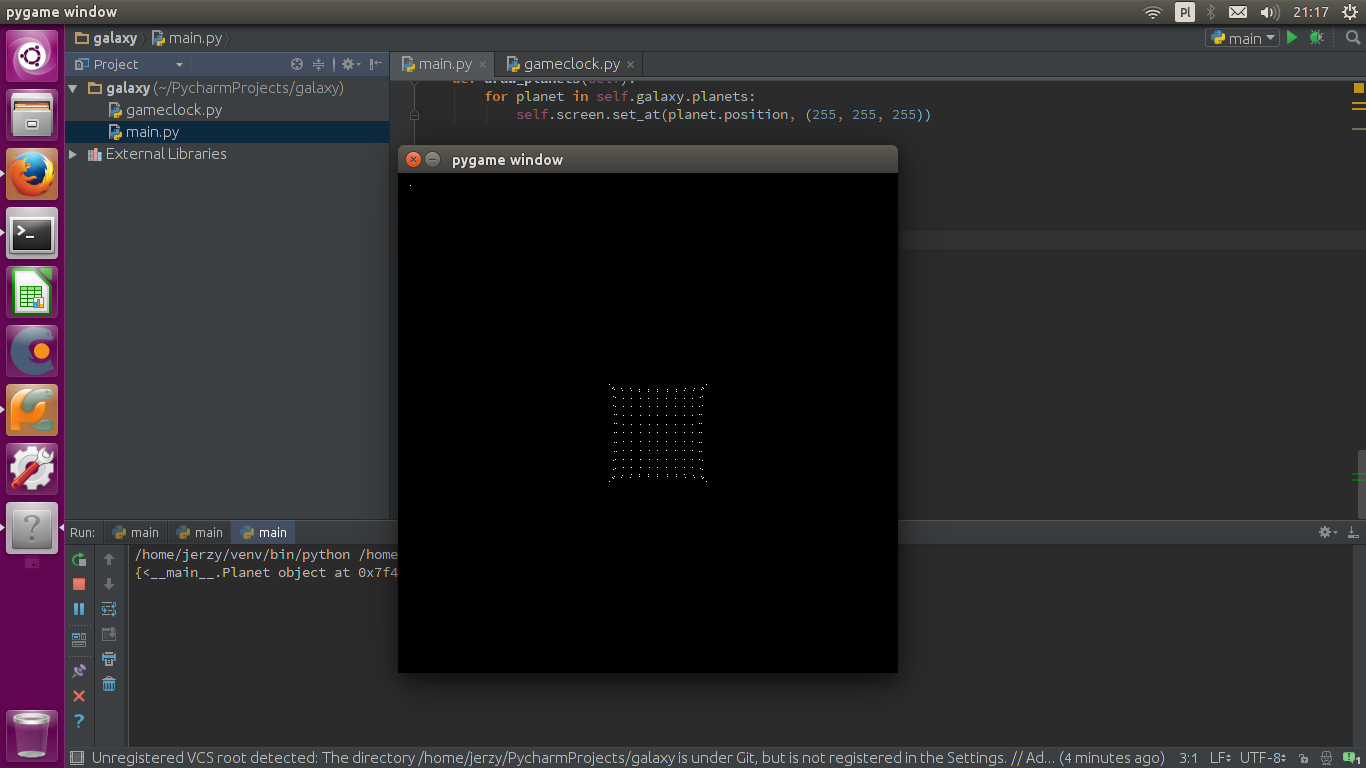 pygame window
Pl
21:17
galaxy
main.py
main
Project
main.py
gameclock.py
galaxy (~/PycharmProjects/galaxy)
gameclock.py
main.py
External Libraries
def draw_planets(self):
for planet in self.galaxy.planets:
self.screen.set_at(planet.position, (255, 255, 255))
pygame window
Run:
main
main
main
/home/jerzy/venv/bin/python /home
{<__main__.Planet object at 0x7f4
Unregistered VCS root detected: The directory /home/jerzy/PycharmProjects/galaxy is under Git, but is not registered in the Settings. // Ad... (4 minutes ago)
3:1
LF
UTF-8